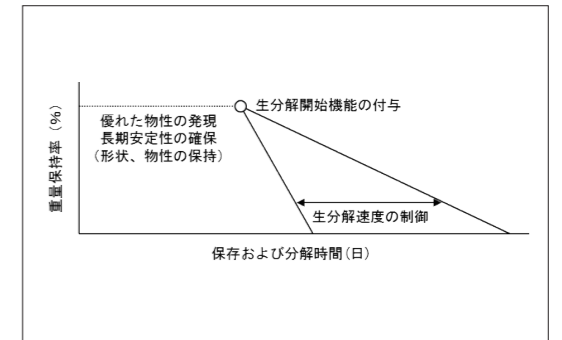 重量保持率（%）
優れた物性の発現
長期安定性の確保
（形状、物性の保持）
生分解開始機能の付与
生分解速度の制御
保存および分解時間(日)